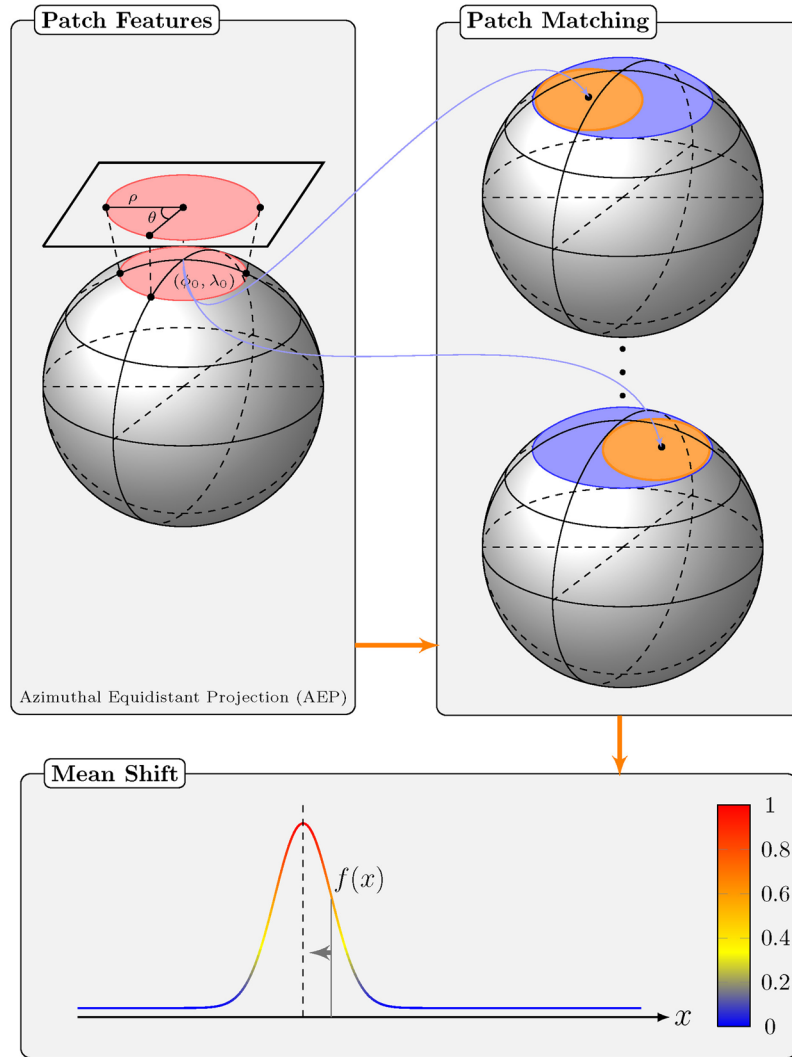 Patch Features
Patch Matching
ρ
θ
(ϕ₀, λ₀)
Azimuthal Equidistant Projection (AEP)
Mean Shift
f(x)
x
1
0.8
0.6
0.4
0.2
0